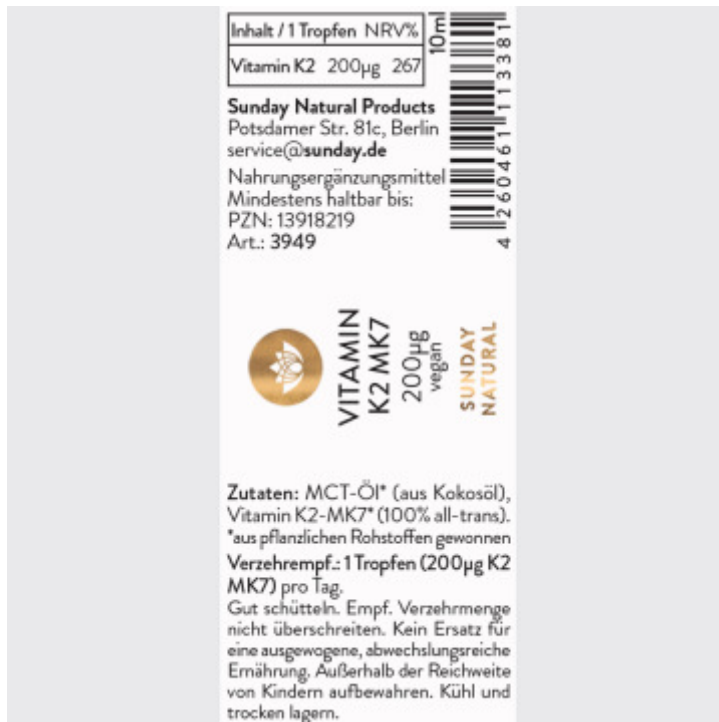 Inhalt / 1 Tropfen NRV%
Vitamin K2 200µg 267
10ml
4 260461 113381
Sunday Natural Products
Potsdamer Str. 81c, Berlin
service@sunday.de
Nahrungsergänzungsmittel
Mindestens haltbar bis:
PZN: 13918219
Art.: 3949
VITAMIN
K2 MK7
200µg
vegan
SUNDAY
NATURAL
Zutaten: MCT-Öl* (aus Kokosöl),
Vitamin K2-MK7* (100% all-trans).
*aus pflanzlichen Rohstoffen gewonnen
Verzehrempf.: 1 Tropfen (200µg K2
MK7) pro Tag.
Gut schütteln. Empf. Verzehrmenge
nicht überschreiten. Kein Ersatz für
eine ausgewogene, abwechslungsreiche
Ernährung. Außerhalb der Reichweite
von Kindern aufbewahren. Kühl und
trocken lagern.